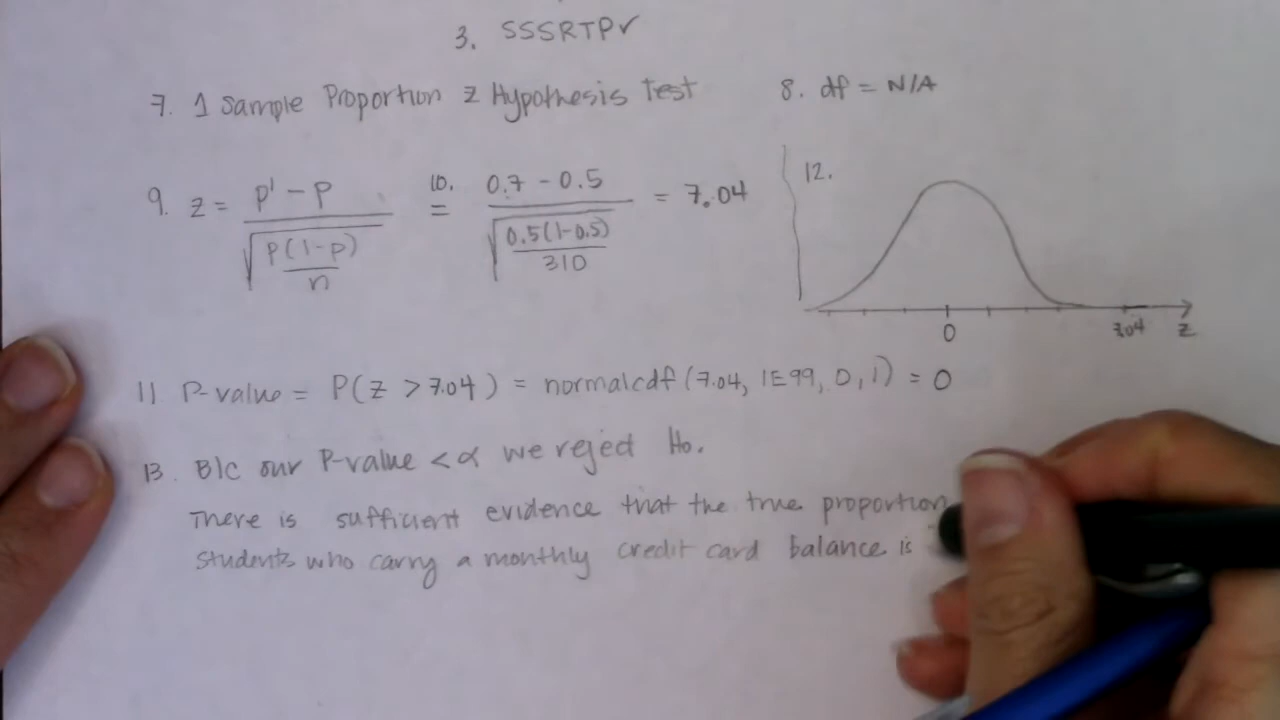 3. SSSRTPV
7. 1 Sample Proportion z Hypothesis Test
8. df = N/A
9. z = p' - p / √(p(1-p)/n)
10. = 0.7 - 0.5 / √(0.5(1-0.5)/310) = 7.04
12.
0 7.04 z
11 P-value = P(z > 7.04) = normalcdf(7.04, 1E99, 0, 1) = 0
13. B/c our P-value < α we reject Ho.
There is sufficient evidence that the true proportion
students who carry a monthly credit card balance is